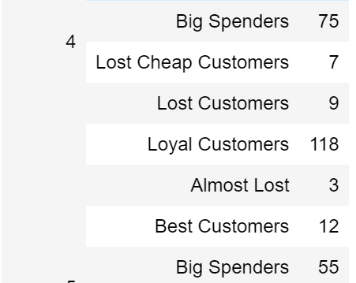 Big Spenders 75
4
Lost Cheap Customers 7
Lost Customers 9
Loyal Customers 118
Almost Lost 3
Best Customers 12
Big Spenders 55